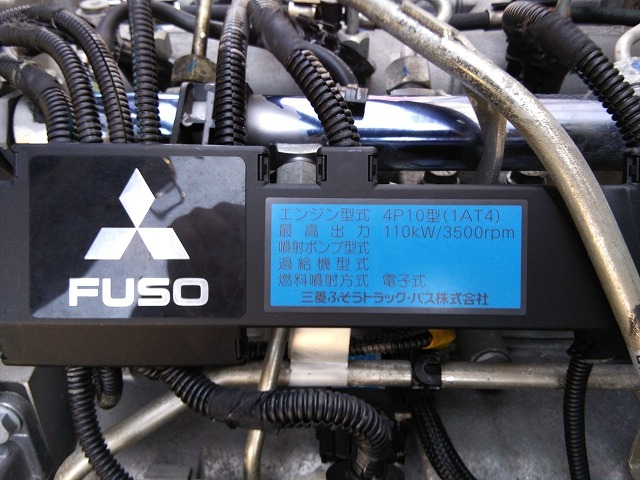 FUSO
エンジン型式 4P10型(1AT4)
最高出力 110kW/3500rpm
噴射ポンプ型式
過給機型式
燃料噴射方式 電子式
三菱ふそうトラック・バス株式会社